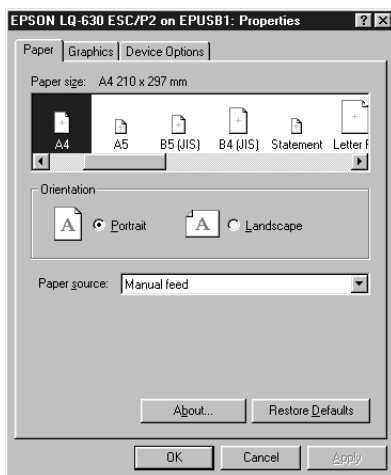 EPSON LQ-630 ESC/P2 on EPUSB1: Properties
Paper Graphics Device Options
Paper size: A4 210 x 297 mm
A4 A5 B5 (JIS) B4 (JIS) Statement Letter
Orientation
A Portrait A Landscape
Paper source: Manual feed
About... Restore Defaults
OK Cancel Apply